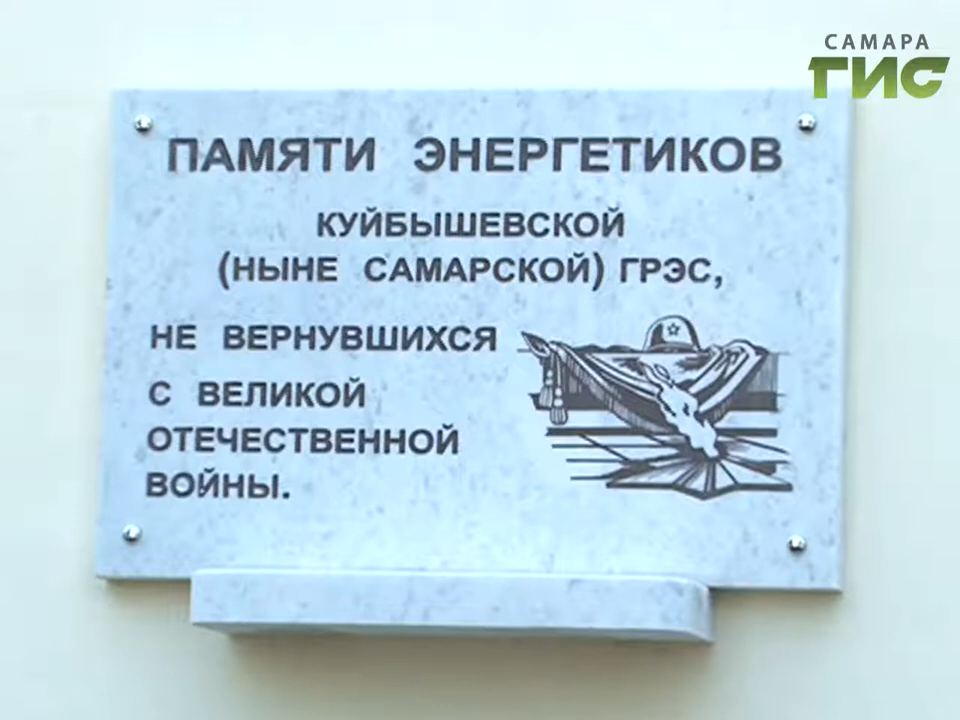 САМАРА
ГИС
ПАМЯТИ ЭНЕРГЕТИКОВ
КУЙБЫШЕВСКОЙ
(НЫНЕ САМАРСКОЙ) ГРЭС,
НЕ ВЕРНУВШИХСЯ
С ВЕЛИКОЙ
ОТЕЧЕСТВЕННОЙ
ВОЙНЫ.